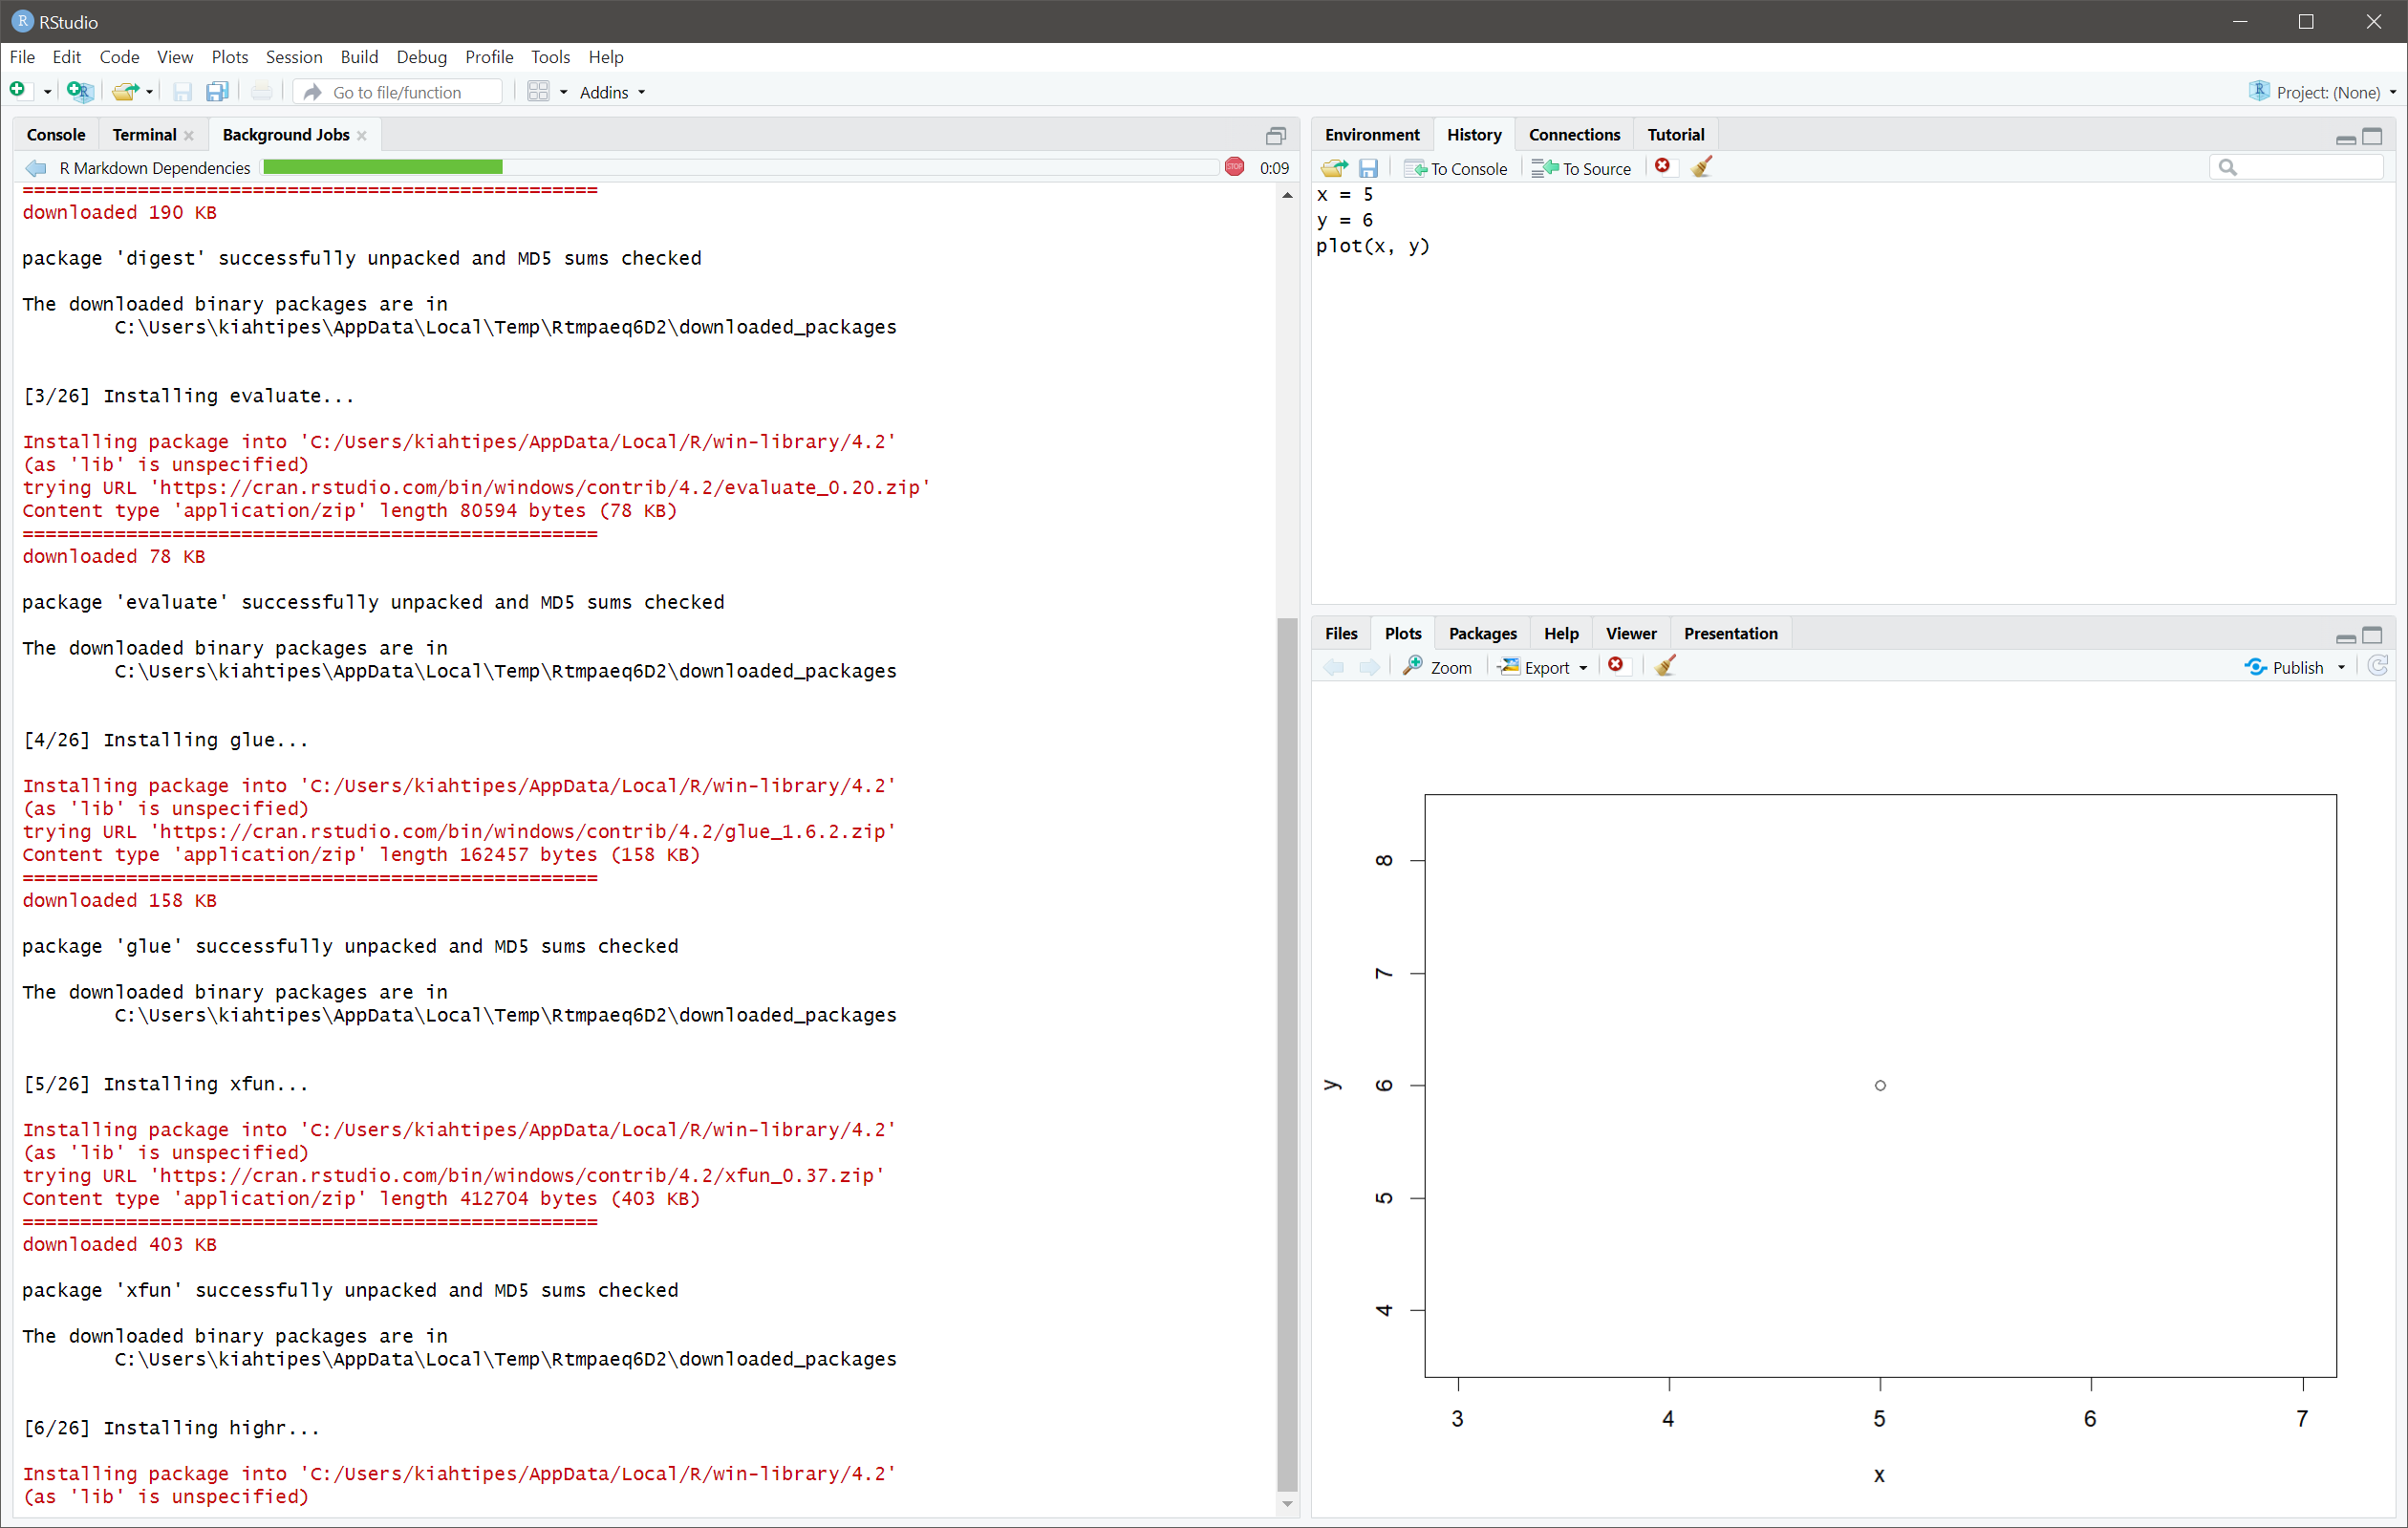 RStudio
File Edit Code View Plots Session Build Debug Profile Tools Help
Go to file/function Addins Project: (None)
Console Terminal Background Jobs
R Markdown Dependencies STOP 0:09
==================================================
downloaded 190 KB
package 'digest' successfully unpacked and MD5 sums checked
The downloaded binary packages are in
C:\Users\kiahtipes\AppData\Local\Temp\Rtmpaeq6D2\downloaded_packages
[3/26] Installing evaluate...
Installing package into 'C:/Users/kiahtipes/AppData/Local/R/win-library/4.2'
(as 'lib' is unspecified)
trying URL 'https://cran.rstudio.com/bin/windows/contrib/4.2/evaluate_0.20.zip'
Content type 'application/zip' length 80594 bytes (78 KB)
==================================================
downloaded 78 KB
package 'evaluate' successfully unpacked and MD5 sums checked
The downloaded binary packages are in
C:\Users\kiahtipes\AppData\Local\Temp\Rtmpaeq6D2\downloaded_packages
[4/26] Installing glue...
Installing package into 'C:/Users/kiahtipes/AppData/Local/R/win-library/4.2'
(as 'lib' is unspecified)
trying URL 'https://cran.rstudio.com/bin/windows/contrib/4.2/glue_1.6.2.zip'
Content type 'application/zip' length 162457 bytes (158 KB)
==================================================
downloaded 158 KB
package 'glue' successfully unpacked and MD5 sums checked
The downloaded binary packages are in
C:\Users\kiahtipes\AppData\Local\Temp\Rtmpaeq6D2\downloaded_packages
[5/26] Installing xfun...
Installing package into 'C:/Users/kiahtipes/AppData/Local/R/win-library/4.2'
(as 'lib' is unspecified)
trying URL 'https://cran.rstudio.com/bin/windows/contrib/4.2/xfun_0.37.zip'
Content type 'application/zip' length 412704 bytes (403 KB)
==================================================
downloaded 403 KB
package 'xfun' successfully unpacked and MD5 sums checked
The downloaded binary packages are in
C:\Users\kiahtipes\AppData\Local\Temp\Rtmpaeq6D2\downloaded_packages
[6/26] Installing highr...
Installing package into 'C:/Users/kiahtipes/AppData/Local/R/win-library/4.2'
(as 'lib' is unspecified)
Environment History Connections Tutorial
To Console To Source
x = 5
y = 6
plot(x, y)
Files Plots Packages Help Viewer Presentation
Zoom Export Publish
8
7
6
5
4
y
3 4 5 6 7
x